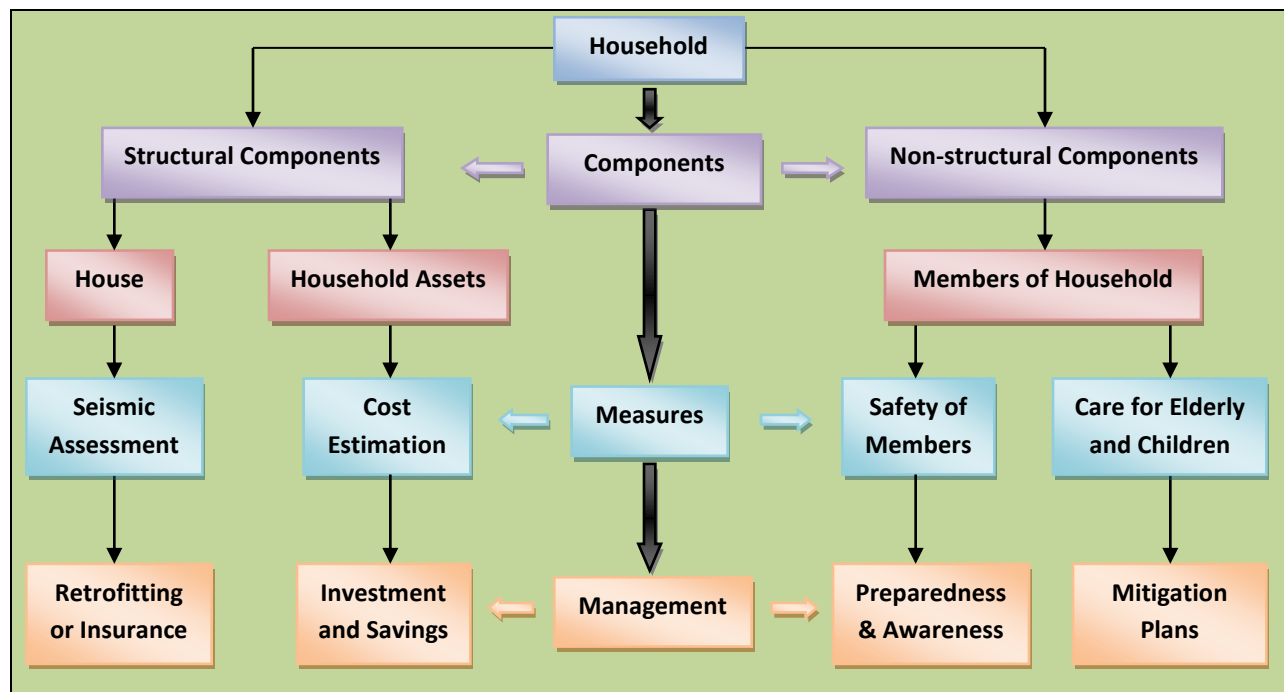 Household
Structural Components
Components
Non-structural Components
House
Household Assets
Members of Household
Seismic
Assessment
Cost
Estimation
Measures
Safety of
Members
Care for Elderly
and Children
Retrofitting
or Insurance
Investment
and Savings
Management
Preparedness
& Awareness
Mitigation
Plans